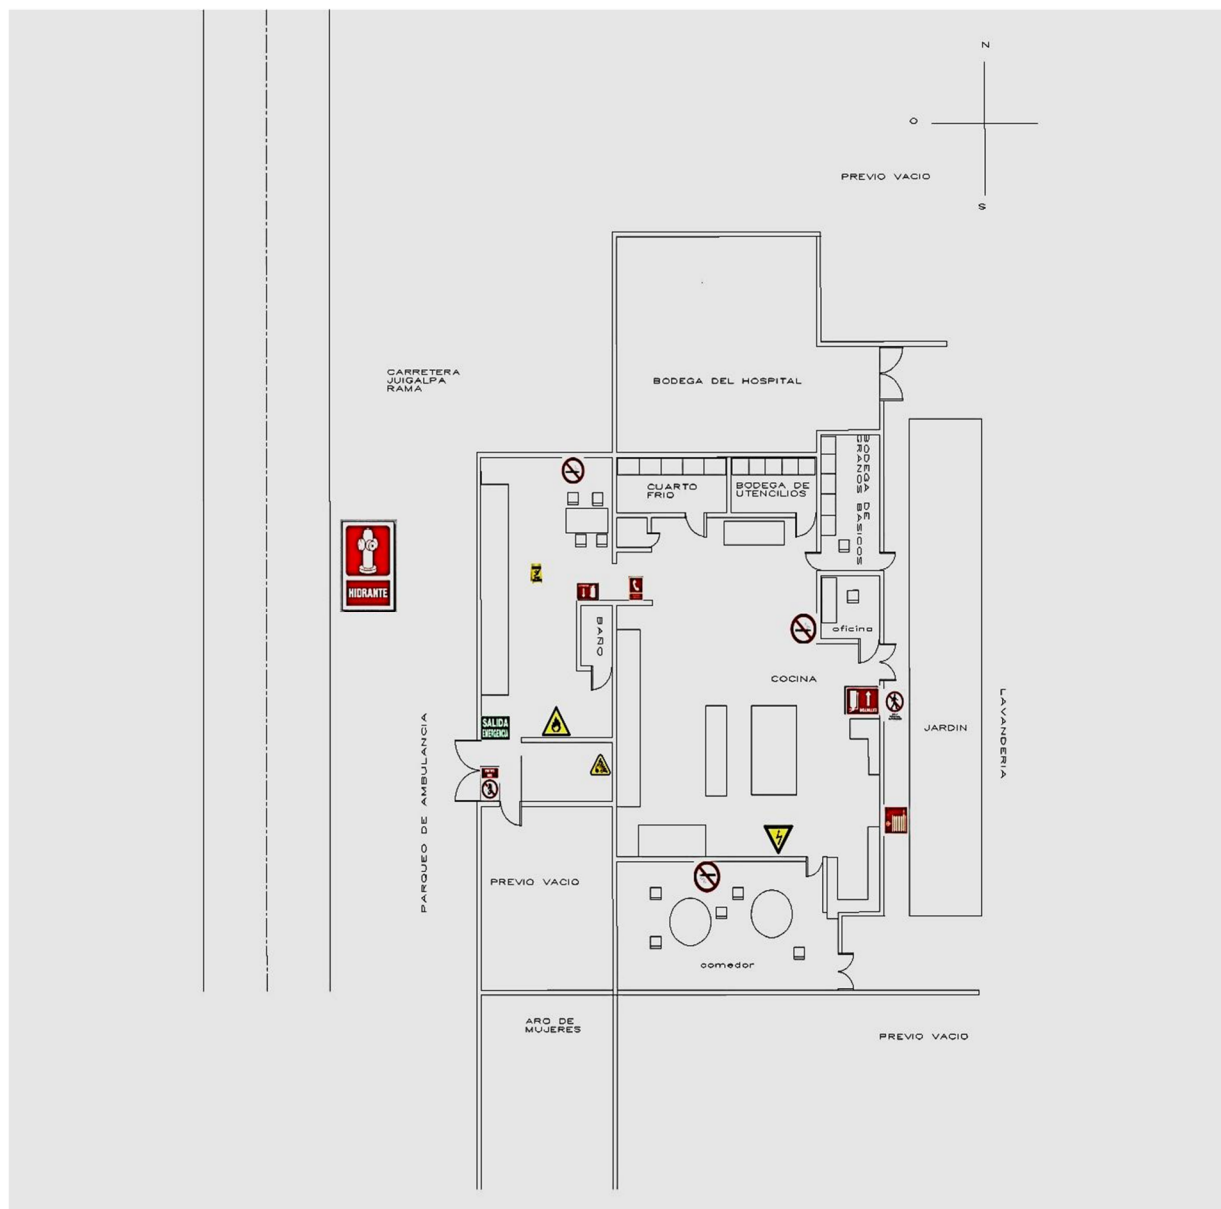 N
O
PREVIO VACIO
S
CARRETERA
JUIGALPA
RAMA
BODEGA DEL HOSPITAL
BODEGA DE
GRANOS BASICOS
CUARTO
FRIO
BODEGA DE
UTENCILIOS
HIDRANTE
BAÑO
oficina
COCINA
SALIDA
EMERGENCIA
JARDIN
LAVANDERIA
PARQUEO DE AMBULANCIA
PREVIO VACIO
comedor
ARO DE
MUJERES
PREVIO VACIO